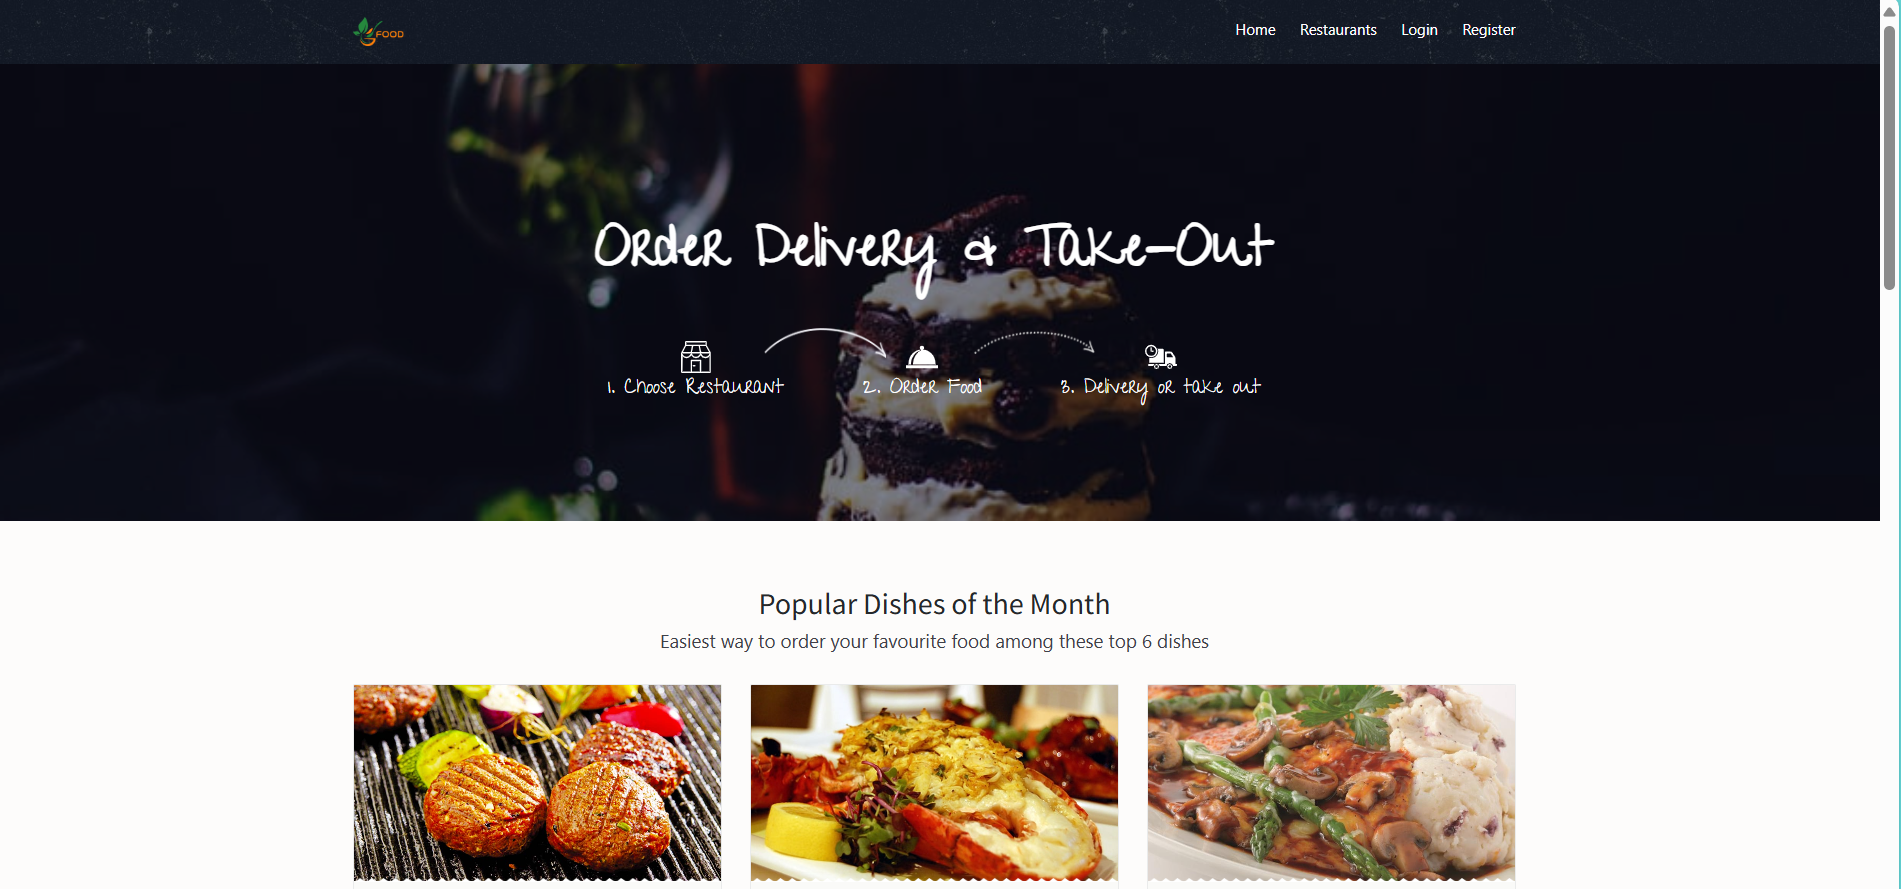 FOOD
Home Restaurants Login Register
Order Delivery & Take-Out
1. Choose Restaurant 2. Order Food 3. Delivery or take out
Popular Dishes of the Month
Easiest way to order your favourite food among these top 6 dishes